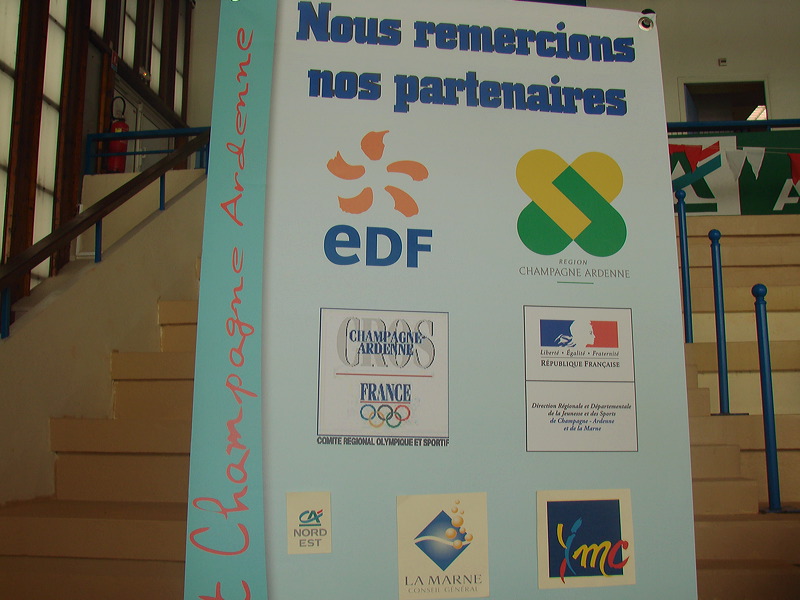 Nous remercions
nos partenaires
t Champagne Ardenne
eDF
REGION
CHAMPAGNE ARDENNE
CROS
CHAMPAGNE-
ARDENNE
FRANCE
COMITE REGIONAL OLYMPIQUE ET SPORTIF
Liberté • Égalité • Fraternité
RÉPUBLIQUE FRANÇAISE
Direction Régionale et Départementale
de la Jeunesse et des Sports
de Champagne - Ardenne
et de la Marne
CA
NORD
EST
LA MARNE
CONSEIL GÉNÉRAL
ymc
A
A